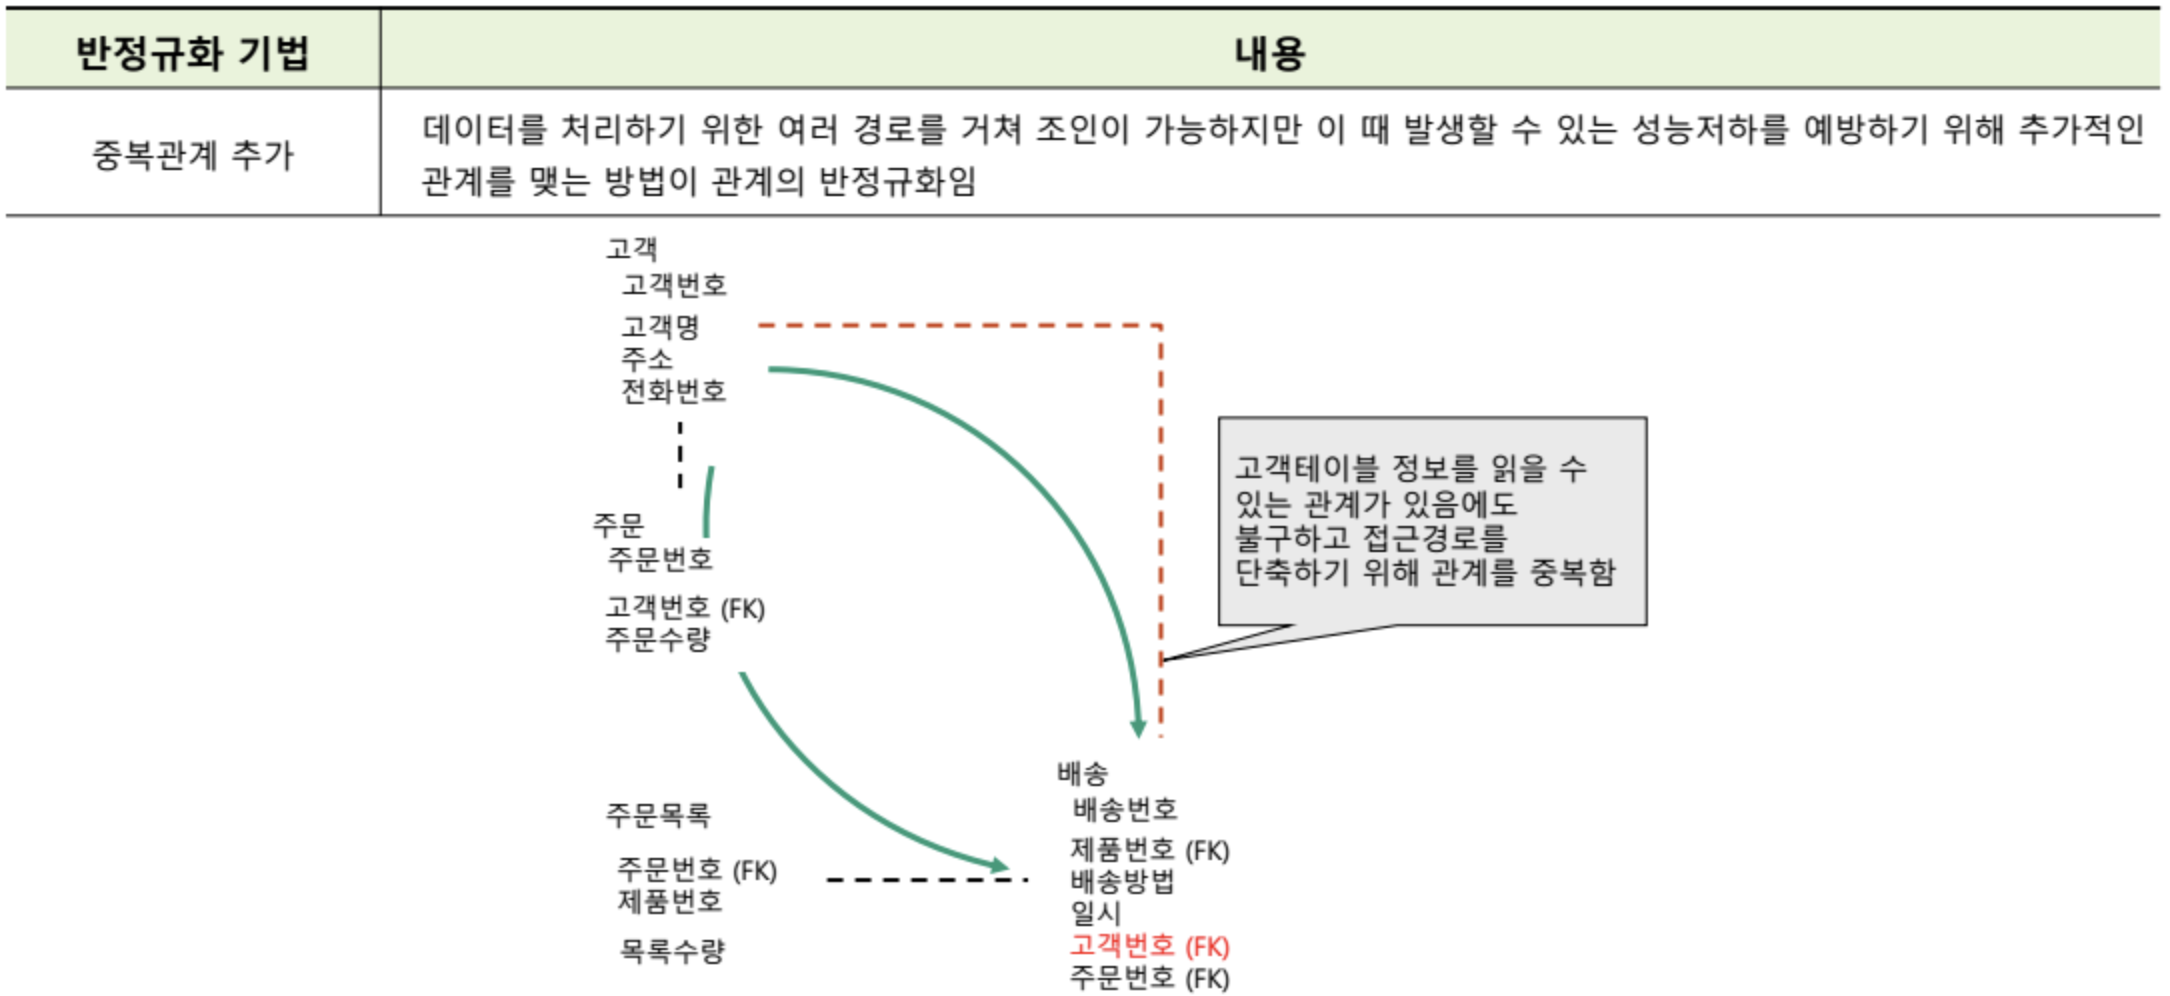 반정규화 기법
내용
중복관계 추가
데이터를 처리하기 위한 여러 경로를 거쳐 조인이 가능하지만 이 때 발생할 수 있는 성능저하를 예방하기 위해 추가적인
관계를 맺는 방법이 관계의 반정규화임
고객
고객번호
고객명
주소
전화번호
고객테이블 정보를 읽을 수
있는 관계가 있음에도
불구하고 접근경로를
단축하기 위해 관계를 중복함
주문
주문번호
고객번호 (FK)
주문수량
주문목록
주문번호 (FK)
제품번호
목록수량
배송
배송번호
제품번호 (FK)
배송방법
일시
고객번호 (FK)
주문번호 (FK)